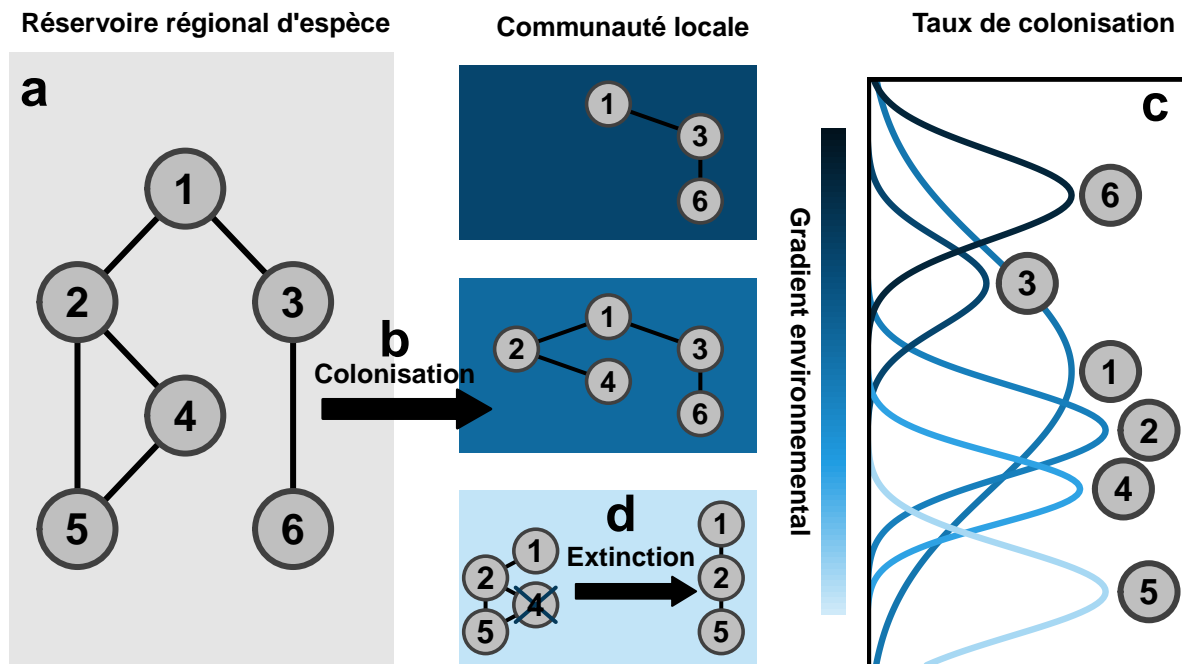 Réservoire régional d'espèce
Communauté locale
Taux de colonisation
a
1
2
3
4
5
6
b
Colonisation
1
3
6
1
2
3
4
6
d
Extinction
1
2
4
5
1
2
5
Gradient environnemental
c
6
3
1
2
4
5